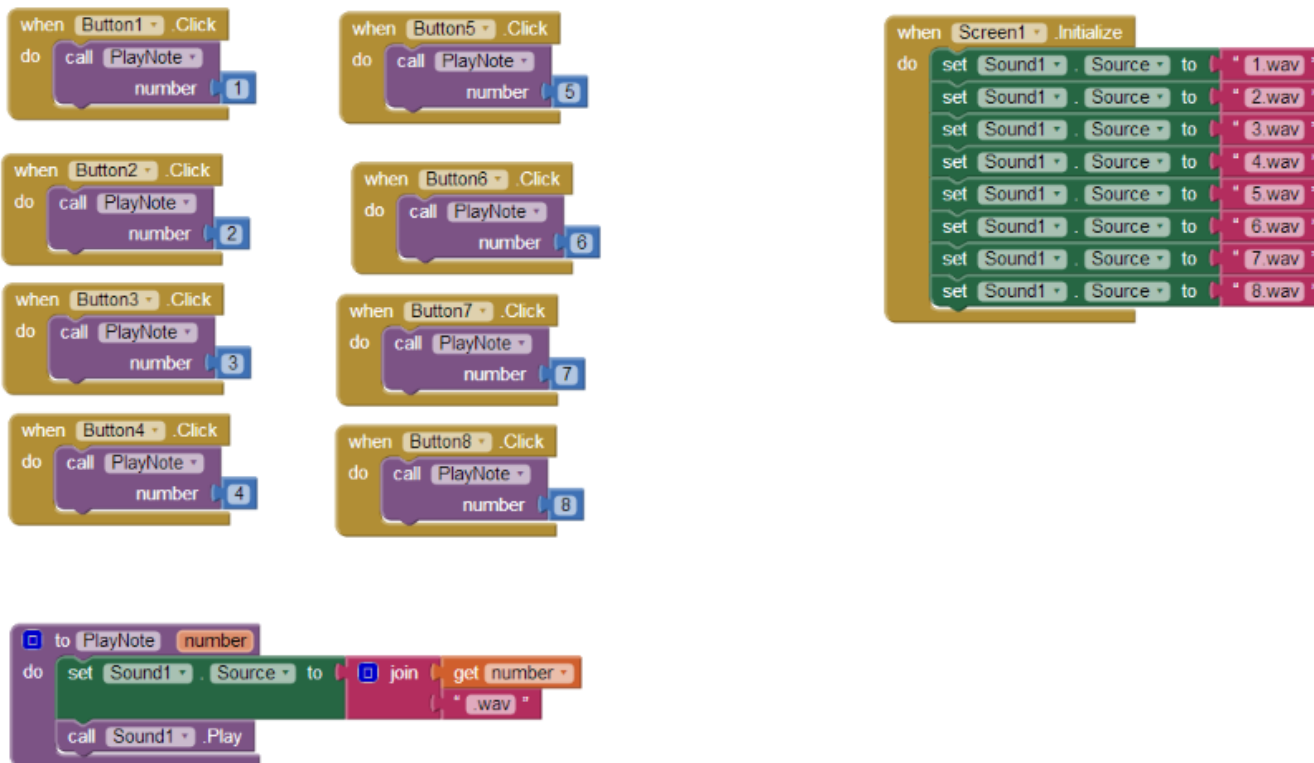 when Button1 .Click
do call PlayNote
number 1
when Button2 .Click
do call PlayNote
number 2
when Button3 .Click
do call PlayNote
number 3
when Button4 .Click
do call PlayNote
number 4
when Button5 .Click
do call PlayNote
number 5
when Button6 .Click
do call PlayNote
number 6
when Button7 .Click
do call PlayNote
number 7
when Button8 .Click
do call PlayNote
number 8
when Screen1 .Initialize
do set Sound1 . Source to " 1.wav "
set Sound1 . Source to " 2.wav "
set Sound1 . Source to " 3.wav "
set Sound1 . Source to " 4.wav "
set Sound1 . Source to " 5.wav "
set Sound1 . Source to " 6.wav "
set Sound1 . Source to " 7.wav "
set Sound1 . Source to " 8.wav "
to PlayNote number
do set Sound1 . Source to join get number
" .wav "
call Sound1 .Play